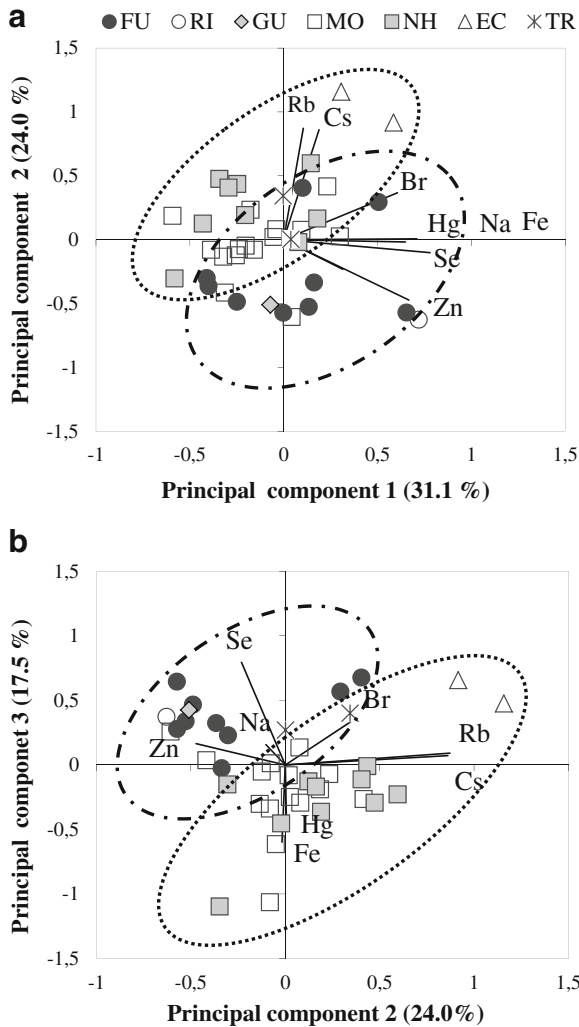 a
FU RI GU MO NH EC TR
1,5
1
0,5
0
-0,5
-1
-1,5
Rb
Cs
Br
Hg Na Fe
Se
Zn
-1 -0,5 0 0,5 1 1,5
Principal component 2 (24.0 %)
Principal component 1 (31.1 %)
b
1,5
1
0,5
0
-0,5
-1
-1,5
Se
Br
Na
Zn
Rb
Cs
Hg
Fe
-1 -0,5 0 0,5 1 1,5
Principal componet 3 (17.5 %)
Principal component 2 (24.0%)